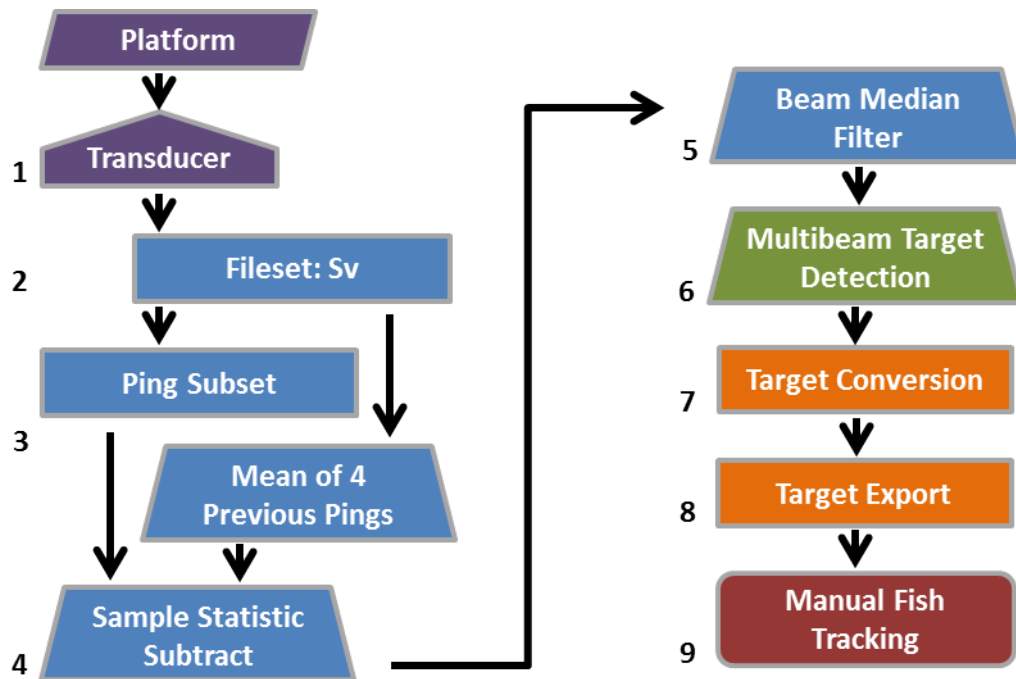 Platform
1
Transducer
2
Fileset: Sv
Ping Subset
3
Mean of 4
Previous Pings
4
Sample Statistic
Subtract
5
Beam Median
Filter
6
Multibeam Target
Detection
7
Target Conversion
8
Target Export
9
Manual Fish
Tracking